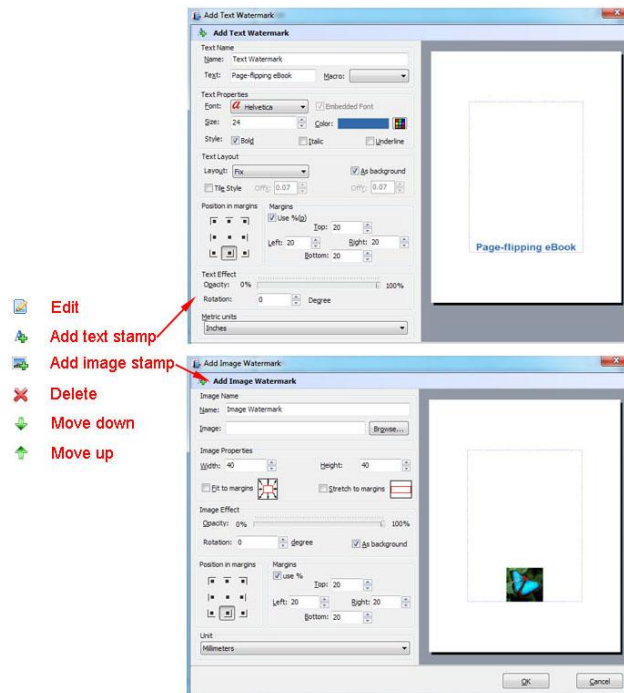 Add Text Watermark
Add Text Watermark
Text Name
Name: Text Watermark
Text: Page-flipping eBook Macro:
Text Properties
Font: a Helvetica Embedded Font
Size: 24 Color:
Style: Bold Italic Underline
Text Layout
Layout: Fix As background
Tile Style 0.07 0.07
Position in margins Margins
Use %(p)
Top: 20
Left: 20 Right: 20
Bottom: 20
Page-flipping eBook
Text Effect
Opacity: 0% 100%
Rotation: 0 Degree
Metric units
Inches
Edit
Add text stamp
Add image stamp
Delete
Move down
Move up
Add Image Watermark
Add Image Watermark
Image Name
Name: Image Watermark
Image: Browse...
Image Properties
Width: 40 Height: 40
Fit to margins Stretch to margins
Image Effect
Opacity: 0% 100%
Rotation: 0 degree As background
Position in margins Margins
use %
Top: 20
Left: 20 Right: 20
Bottom: 20
Unit
Millimeters
OK Cancel